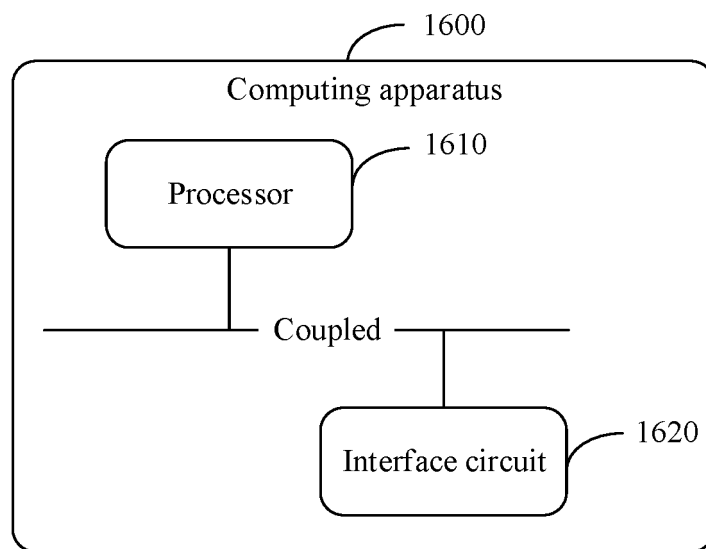 1600
Computing apparatus
1610
Processor
Coupled
1620
Interface circuit